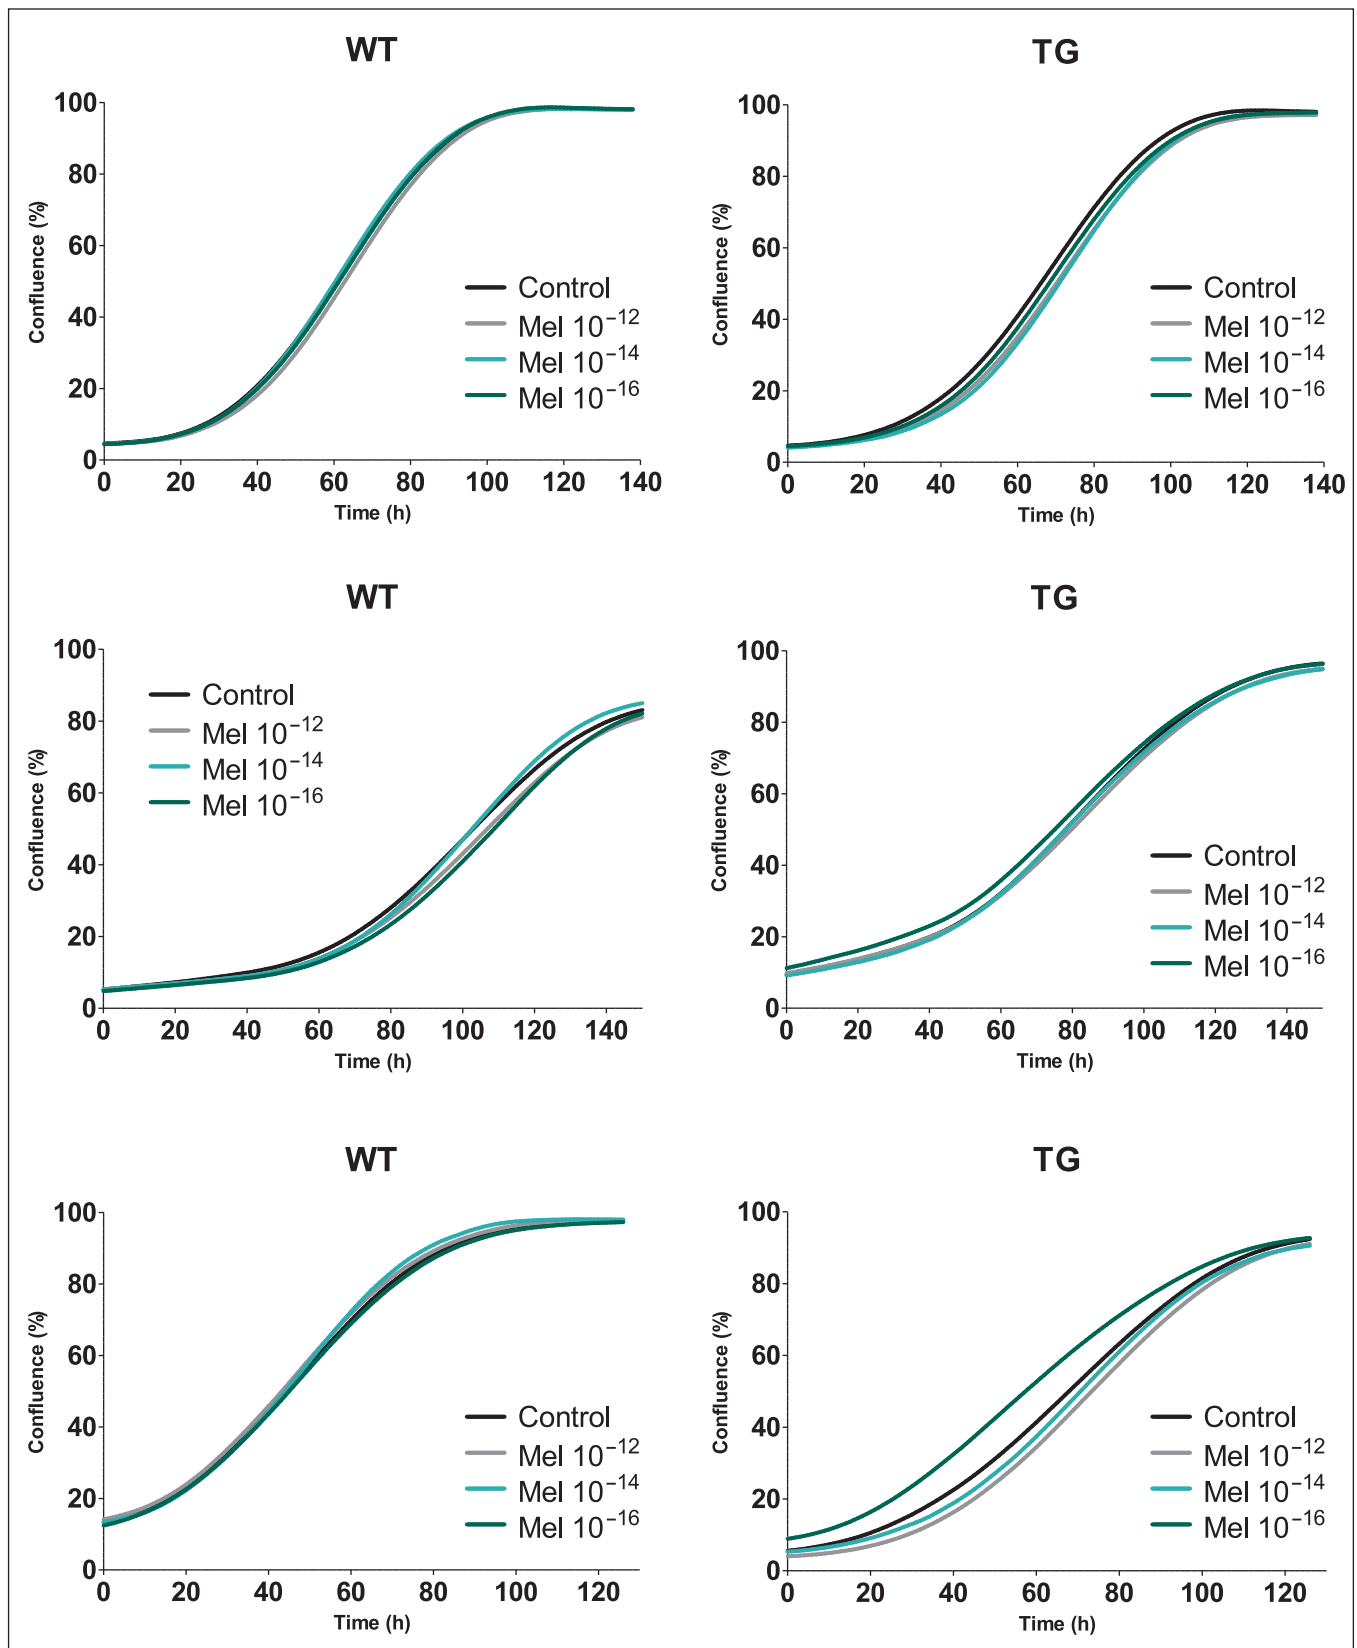 WT
100
80
60
40
20
0
Confluence (%)
Control
Mel 10⁻¹²
Mel 10⁻¹⁴
Mel 10⁻¹⁶
0 20 40 60 80 100 120 140
Time (h)
TG
100
80
60
40
20
0
Confluence (%)
Control
Mel 10⁻¹²
Mel 10⁻¹⁴
Mel 10⁻¹�6
0 20 40 60 80 100 120 140
Time (h)
WT
100
80
60
40
20
0
Confluence (%)
Control
Mel 10⁻¹²
Mel 10⁻¹⁴
Mel 10⁻¹⁶
0 20 40 60 80 100 120 140
Time (h)
TG
100
80
60
40
20
0
Confluence (%)
Control
Mel 10⁻¹²
Mel 10⁻¹⁴
Mel 10⁻¹⁶
0 20 40 60 80 100 120 140
Time (h)
WT
100
80
60
40
20
0
Confluence (%)
Control
Mel 10⁻¹²
Mel 10⁻¹⁴
Mel 10⁻¹⁶
0 20 40 60 80 100 120
Time (h)
TG
100
80
60
40
20
0
Confluence (%)
Control
Mel 10⁻¹²
Mel 10⁻¹⁴
Mel 10⁻¹⁶
0 20 40 60 80 100 120
Time (h)